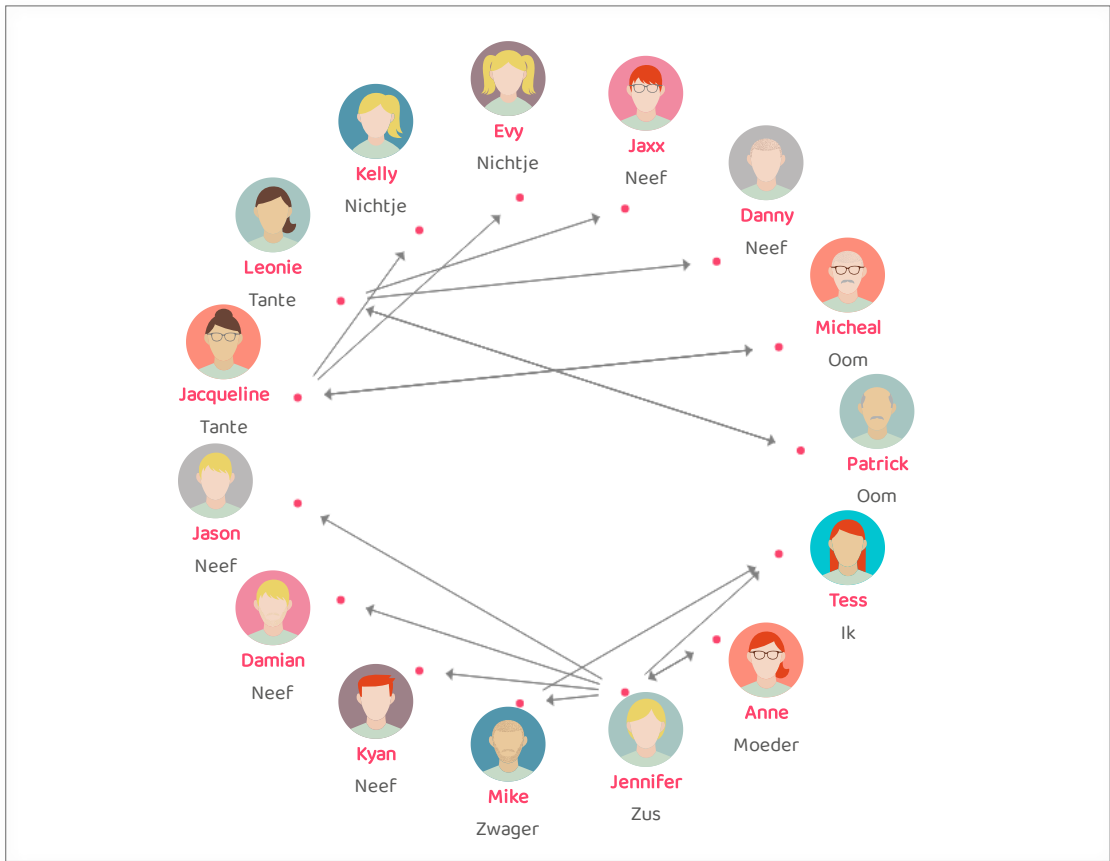 Evy
Nichtje
Jaxx
Neef
Kelly
Nichtje
Danny
Neef
Leonie
Tante
Micheal
Oom
Jacqueline
Tante
Patrick
Oom
Jason
Neef
Tess
Ik
Damian
Neef
Anne
Moeder
Kyan
Neef
Jennifer
Zus
Mike
Zwager